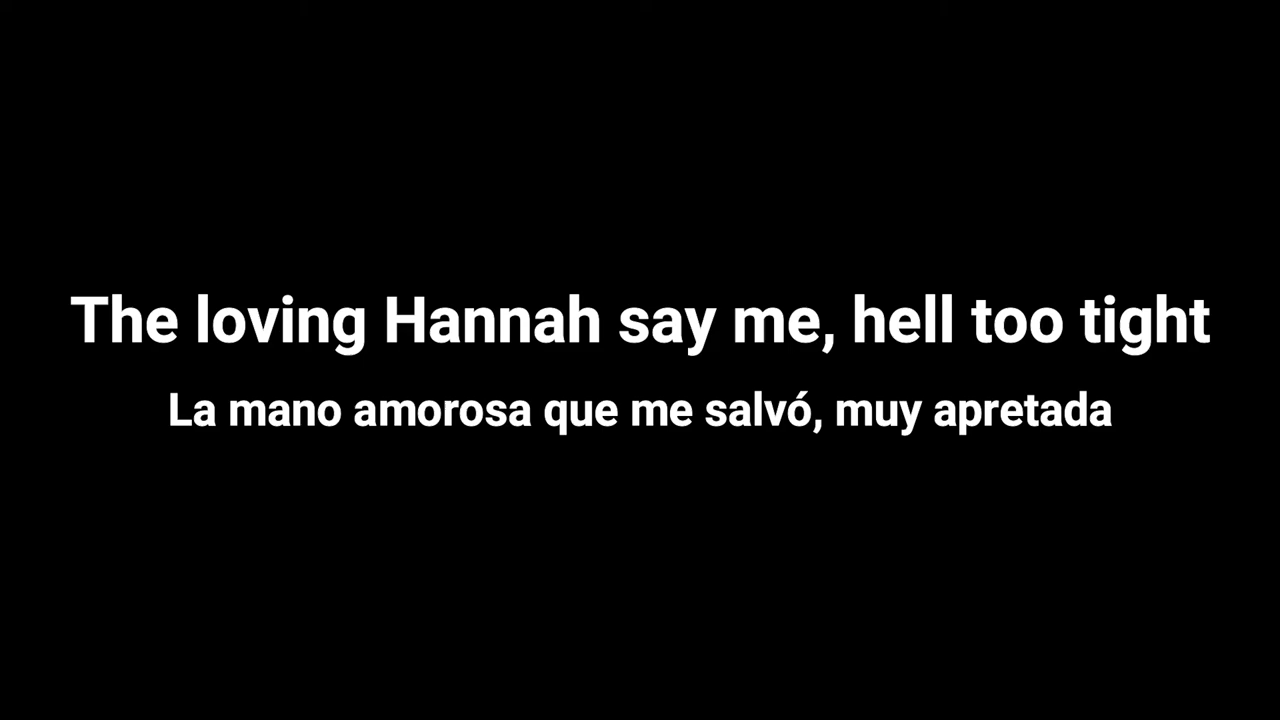 The loving Hannah say me, hell too tight
La mano amorosa que me salvó, muy apretada